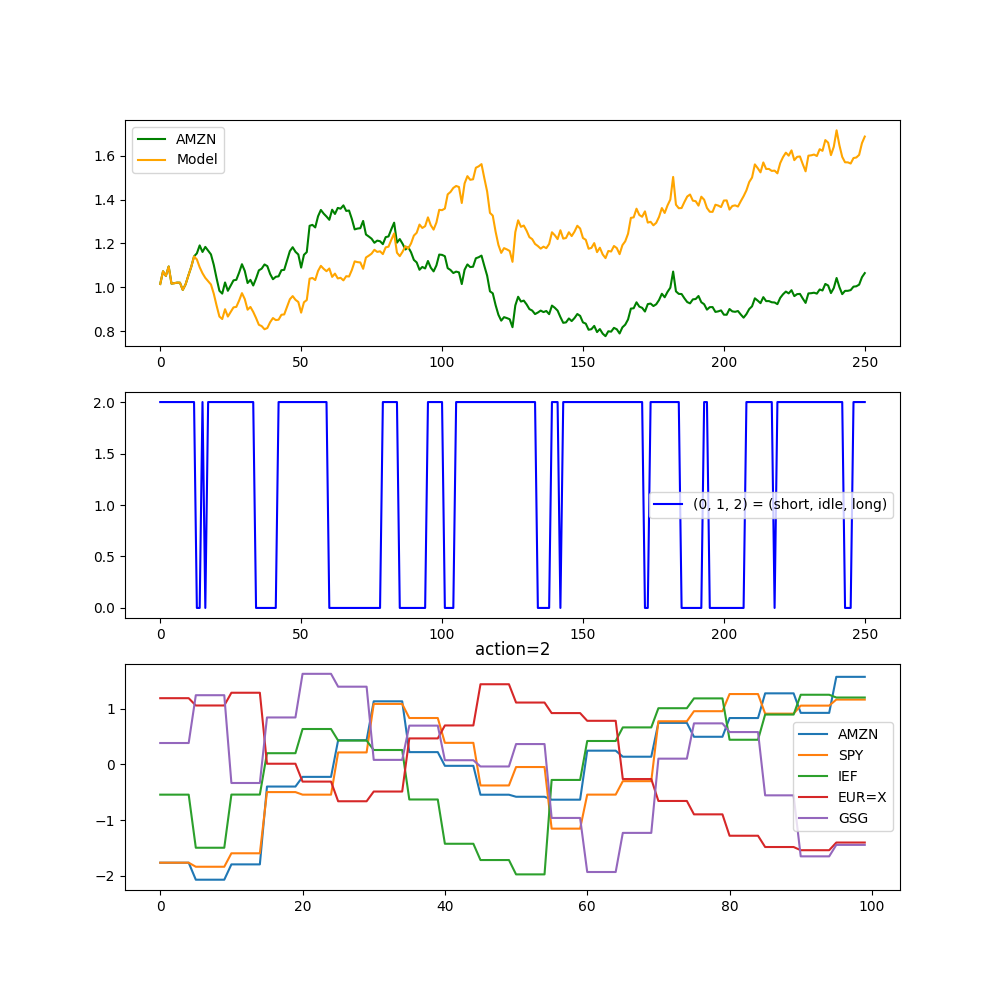 AMZN
Model
1.6
1.4
1.2
1.0
0.8
0 50 100 150 200 250
2.0
1.5
1.0
0.5
0.0
(0, 1, 2) = (short, idle, long)
0 50 100 150 200 250
action=2
1
0
−1
−2
AMZN
SPY
IEF
EUR=X
GSG
0 20 40 60 80 100